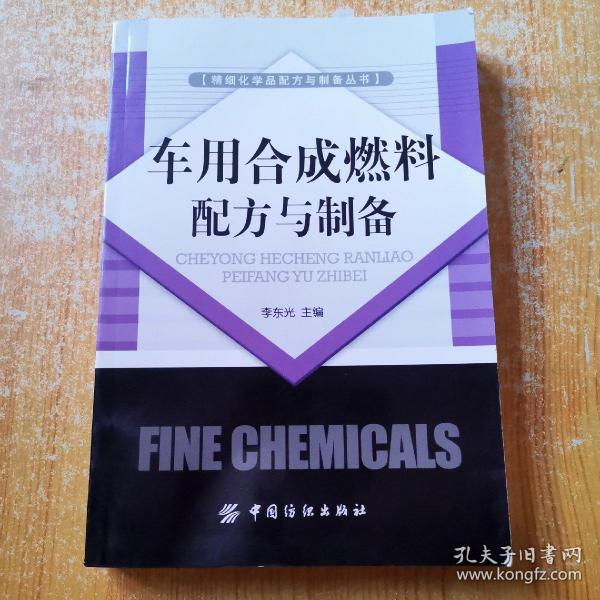 【精细化学品配方与制备丛书】
车用合成燃料
配方与制备
CHEYONG HECHENG RANLIAO
PEIFANG YU ZHIBEI
李东光 主编
FINE CHEMICALS
中国纺织出版社
孔夫子旧书网
www.kongfz.com